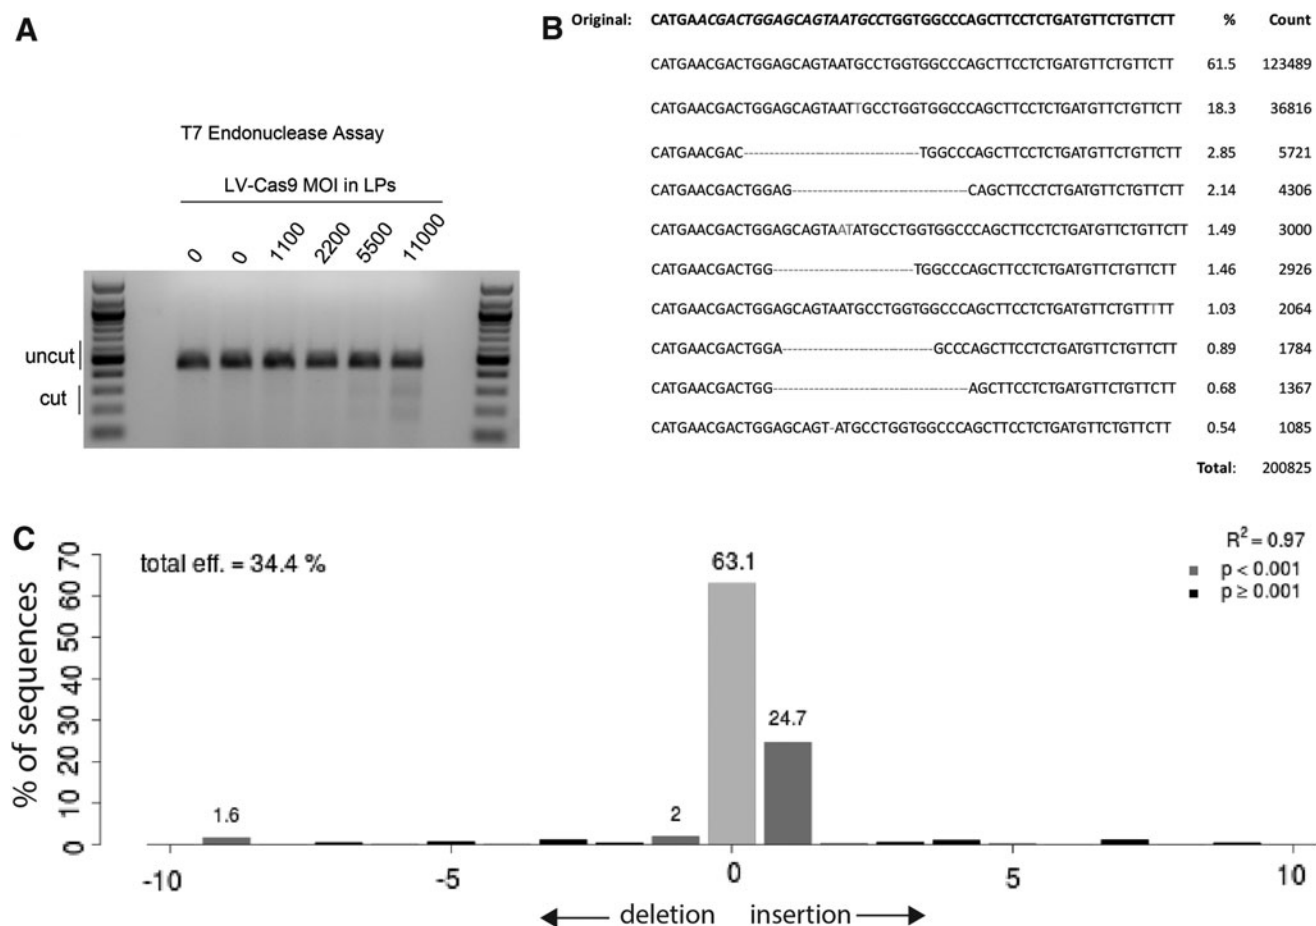 A
T7 Endonuclease Assay
LV-Cas9 MOI in LPs
0 0 1100 2200 5500 11000
uncut
cut
B
Original: CATGAACGACTGGAGCAGTAATGCCTGGTGGCCCAGCTTCCTCTGATGTTCTGTTCTT % Count
CATGAACGACTGGAGCAGTAATGCCTGGTGGCCCAGCTTCCTCTGATGTTCTGTTCTT 61.5 123489
CATGAACGACTGGAGCAGTAATTGCCTGGTGGCCCAGCTTCCTCTGATGTTCTGTTCTT 18.3 36816
CATGAACGAC--------------------TGGCCCAGCTTCCTCTGATGTTCTGTTCTT 2.85 5721
CATGAACGACTGGAG--------------------CAGCTTCCTCTGATGTTCTGTTCTT 2.14 4306
CATGAACGACTGGAGCAGTAATATGCCTGGTGGCCCAGCTTCCTCTGATGTTCTGTTCTT 1.49 3000
CATGAACGACTGG----------------TGGCCCAGCTTCCTCTGATGTTCTGTTCTT 1.46 2926
CATGAACGACTGGAGCAGTAATGCCTGGTGGCCCAGCTTCCTCTGATGTTCTGTTTTT 1.03 2064
CATGAACGACTGGA-----------------GCCCAGCTTCCTCTGATGTTCTGTTCTT 0.89 1784
CATGAACGACTGG----------------------AGCTTCCTCTGATGTTCTGTTCTT 0.68 1367
CATGAACGACTGGAGCAGT-ATGCCTGGTGGCCCAGCTTCCTCTGATGTTCTGTTCTT 0.54 1085
Total: 200825
C
total eff. = 34.4 %
R² = 0.97
p < 0.001
p ≥ 0.001
% of sequences
0 10 20 30 40 50 60 70
1.6
2
63.1
24.7
-10 -5 0 5 10
deletion insertion